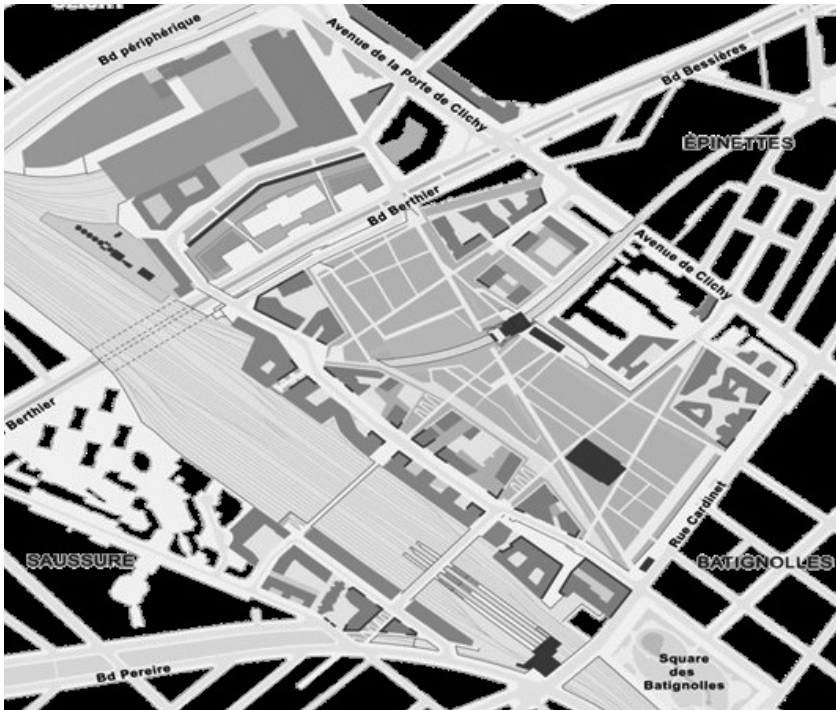 Bd périphérique
Avenue de la Porte de Clichy
Bd Bessières
ÉPINETTES
Bd Berthier
Avenue de Clichy
Berthier
Rue Cardinet
SAUSSURE
BATIGNOLLES
Bd Pereire
Square
des
Batignolles